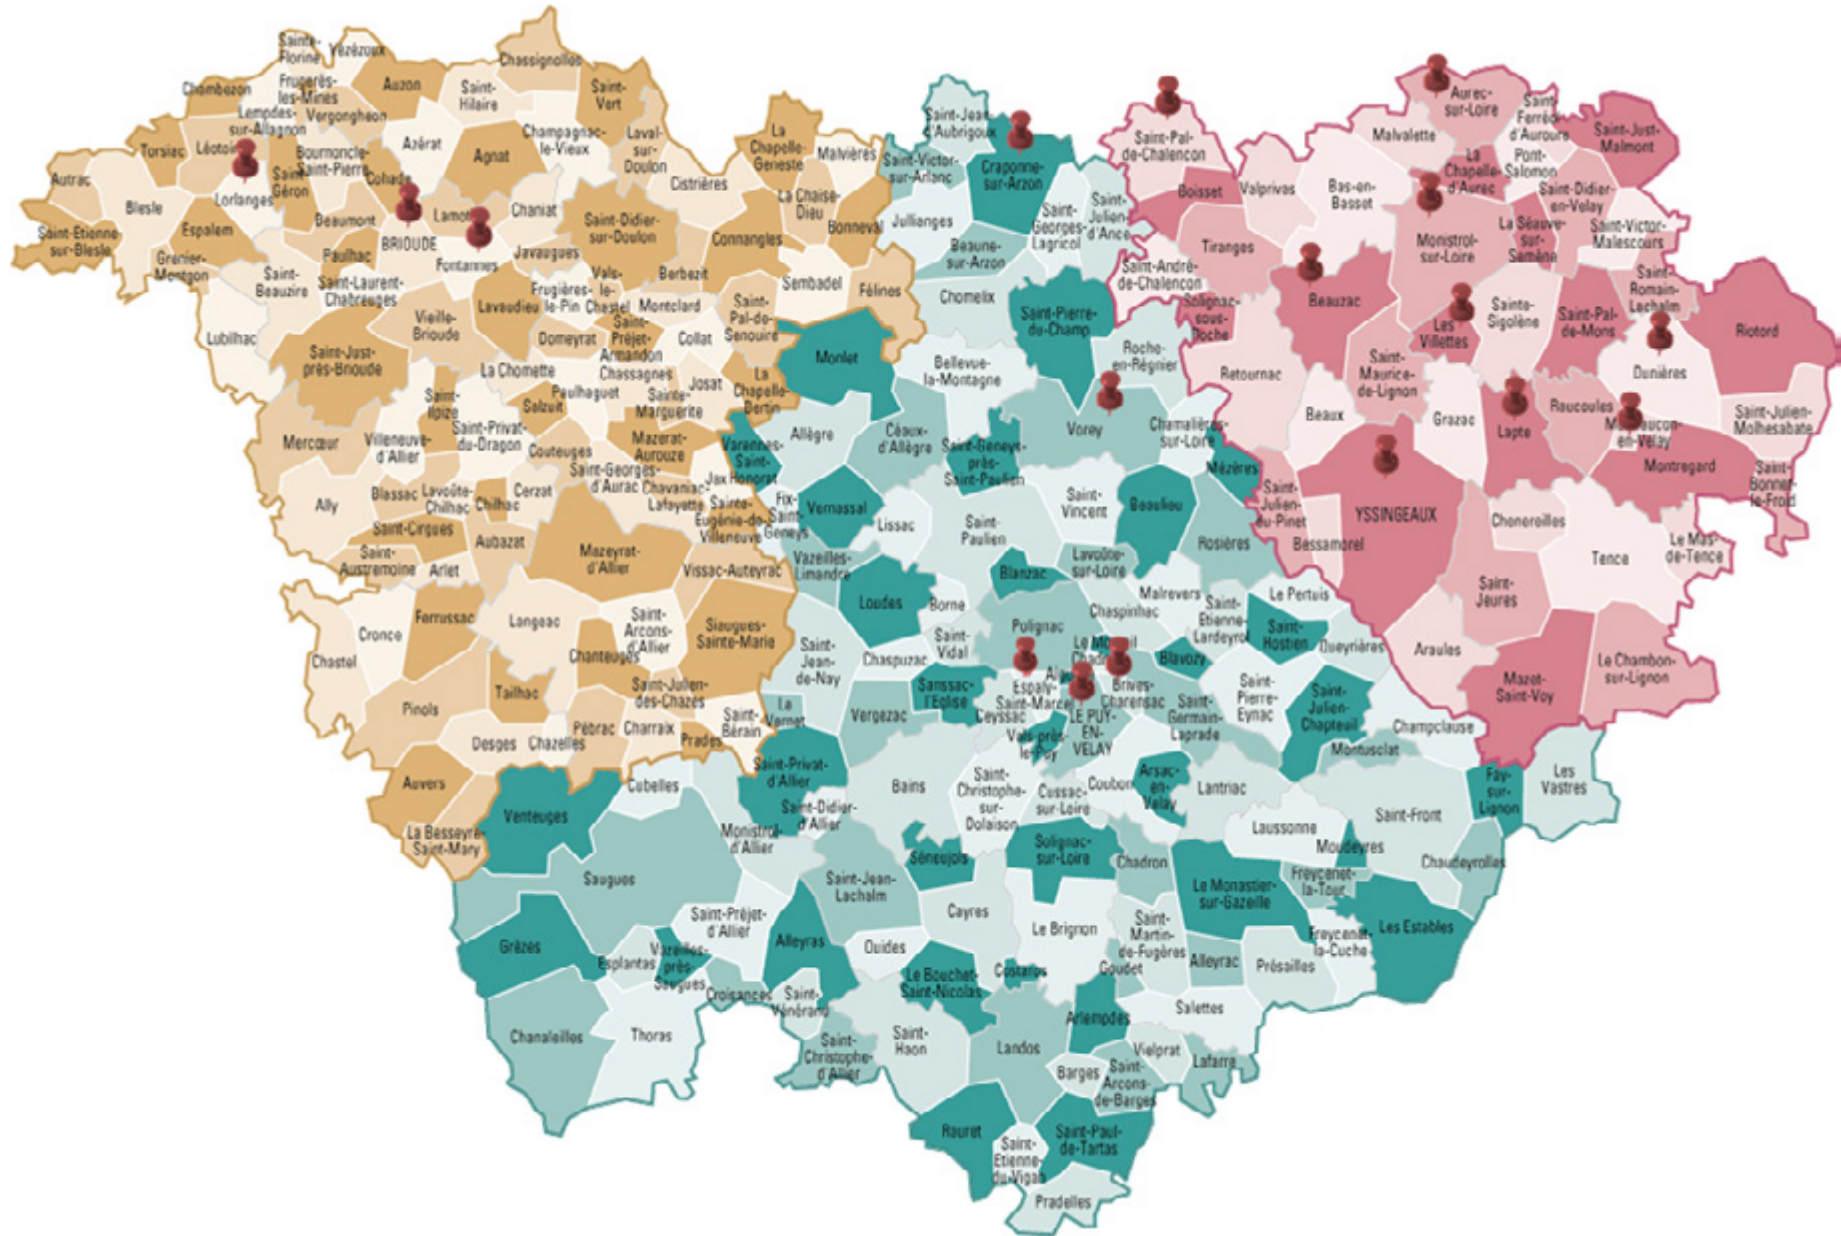 Sainte-
Florine
Vézézoux
Chassignolles
Chambezon
Frugerès-
les-Mines
Auzon
Saint-
Hilaire
Saint-
Vert
Lempdes-
sur-Allagnon
Vergongheon
Torsiac
Léotoing
Bournoncle-
Saint-Pierre
Azérat
Agnat
Champagnac-
le-Vieux
Laval-
sur-
Doulon
La
Chapelle-
Geneste
Malvières
Autrac
Blesle
Lorlanges
Saint-
Géron
Cohade
Cistrières
La Chaise-
Dieu
Saint-Etienne-
sur-Blesle
Espalem
Beaumont
BRIOUDE
Chaniat
Saint-Didier-
sur-Doulon
Connangles
Bonneval
Grenier-
Montgon
Paulhac
Fontannes
Javaugues
Saint-
Beauzire
Saint-Laurent-
Chabreuges
Frugières-
le-Pin
Vals-
le-
Chastel
Berbezit
Montclard
Sembadel
Félines
Lubilhac
Vieille-
Brioude
Lavaudieu
Domeyrat
Saint-
Préjet-
Armandon
Collat
Saint-
Pal-de-
Senouire
Saint-Just-
près-Brioude
La Chomette
Chassagnes
Paulhaguet
Josat
La
Chapelle-
Bertin
Mercœur
Saint-
Ilpize
Salzuit
Sainte-
Marguerite
Villeneuve-
d'Allier
Saint-Privat-
du-Dragon
Couteuges
Mazerat-
Aurouze
Ally
Blassac
Lavoûte-
Chilhac
Chilhac
Cerzat
Saint-Georges-
d'Aurac
Chavaniac-
Lafayette
Jax
Sainte-
Eugénie-de-
Villeneuve
Saint-Cirgues
Aubazat
Saint-
Austremoine
Arlet
Mazeyrat-
d'Allier
Vissac-Auteyrac
Chastel
Cronce
Ferrussac
Langeac
Saint-
Arcons-
d'Allier
Siaugues-
Sainte-Marie
Chanteuges
Pinols
Tailhac
Saint-Julien-
des-Chazes
Desges
Chazelles
Pébrac
Charraix
Prades
Saint-
Bérain
Auvers
La Besseyre-
Saint-Mary
Saint-Jean-
d'Aubrigoux
Saint-Victor-
sur-Arlanc
Craponne-
sur-Arzon
Jullianges
Saint-
Georges-
Lagricol
Saint-
Julien-
d'Ance
Beaune-
sur-Arzon
Chomelix
Saint-Pierre-
du-Champ
Monlet
Bellevue-
la-Montagne
Roche-
en-Régnier
Allègre
Céaux-
d'Allègre
Saint-Geneys-
près-
Saint-Paulien
Vorey
Chamalières-
sur-Loire
Varennes-
Saint-
Honorat
Mézères
Fix-
Saint-
Geneys
Vernassal
Lissac
Saint-
Paulien
Saint-
Vincent
Beaulieu
Rosières
Vazeilles-
Limandre
Blanzac
Lavoûte-
sur-Loire
Malrevers
Le Pertuis
Loudes
Borne
Polignac
Chaspinhac
Saint-
Etienne-
Lardeyrol
Saint-
Hostien
Queyrières
Saint-
Jean-
de-Nay
Chaspuzac
Saint-
Vidal
Blavozy
Sanssac-
l'Eglise
Espaly-
Saint-Marcel
Brives-
Charensac
Saint-
Germain-
Laprade
Saint-
Pierre-
Eynac
Saint-
Julien-
Chapteuil
Le
Vernet
Vergezac
Ceyssac
Vals-près-
le-Puy
LE PUY-
EN-
VELAY
Champclause
Montusclat
Saint-Privat-
d'Allier
Bains
Saint-
Christophe-
sur-
Dolaison
Cussac-
sur-Loire
Coubon
Arsac-
en-
Velay
Lantriac
Fay-
sur-
Lignon
Les
Vastres
Venteuges
Cubelles
Saint-Didier-
d'Allier
Monistrol-
d'Allier
Laussonne
Saint-Front
Moudeyres
Chaudeyrolles
Saugues
Séneujols
Solignac-
sur-Loire
Chadron
Saint-Jean-
Lachalm
Le Monastier-
sur-Gazeille
Freycenet-
la-Tour
Cayres
Le Brignon
Saint-Préjet-
d'Allier
Alleyras
Ouides
Saint-
Martin-
de-Fugères
Freycenet-
la-Cuche
Les Estables
Grèzes
Esplantas
Vazeilles-
près-
Saugues
Croisances
Le Bouchet-
Saint-Nicolas
Costaros
Goudet
Alleyrac
Présailles
Saint-
Vénérand
Salettes
Chanaleilles
Thoras
Saint-
Christophe-
d'Allier
Saint-
Haon
Landos
Arlempdes
Vielprat
Lafarre
Barges
Saint-
Arcons-
de-Barges
Rauret
Saint-
Etienne-
du-Vigan
Saint-Paul-
de-Tartas
Pradelles
Saint-Pal-
de-Chalencon
Aurec-
sur-Loire
Saint-
Ferréol-
d'Auroure
Saint-Just-
Malmont
Malvalette
La
Chapelle-
d'Aurec
Pont-
Salomon
Boisset
Valprivas
Bas-en-
Basset
Saint-Didier-
en-Velay
Tiranges
Monistrol-
sur-Loire
La Séauve-
sur-
Semène
Saint-Victor-
Malescours
Saint-André-
de-Chalencon
Beauzac
Saint-
Romain-
Lachalm
Solignac-
sous-
Roche
Sainte-
Sigolène
Saint-Pal-
de-Mons
Riotord
Les
Villettes
Retournac
Saint-
Maurice-
de-Lignon
Dunières
Beaux
Grazac
Lapte
Raucoules
Saint-Julien-
Molhesabate
Montregard
Saint-
Bonnet-
le-Froid
Saint-
Julien-
du-Pinet
YSSINGEAUX
Chenereilles
Bessamorel
Tence
Le Mas-
de-Tence
Saint-
Jeures
Araules
Mazet-
Saint-Voy
Le Chambon-
sur-Lignon